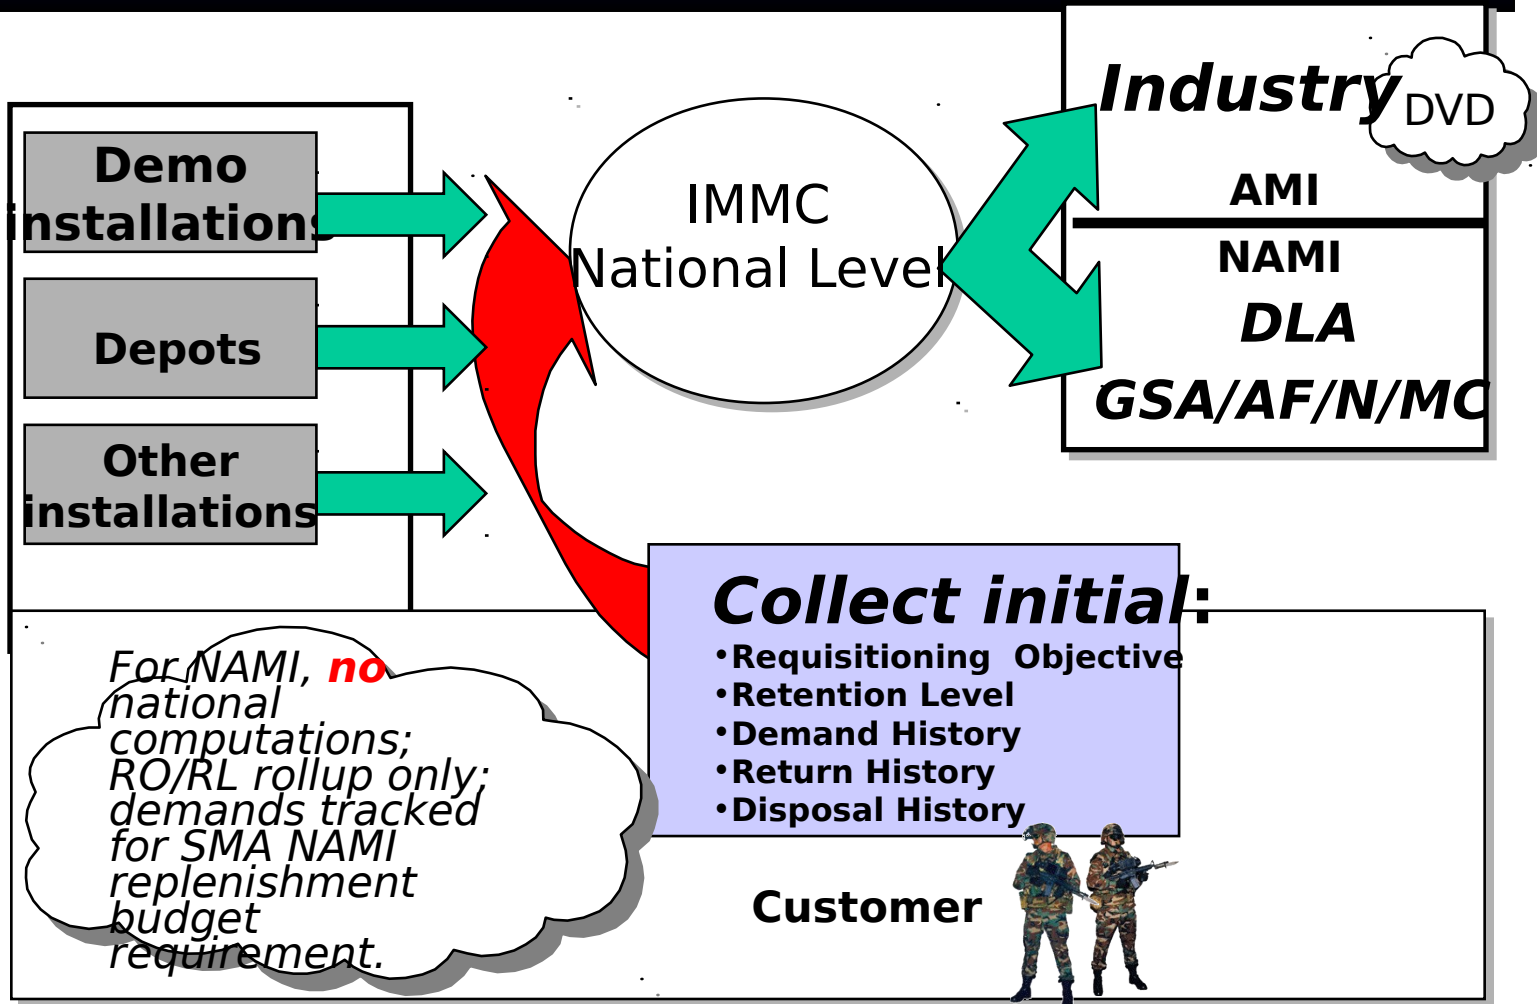 Demo
installations
Depots
Other
installations
IMMC
National Level
Industry
DVD
AMI
NAMI
DLA
GSA/AF/N/MC
Collect initial:
•Requisitioning  Objective
•Retention Level
•Demand History
•Return History
•Disposal History
For NAMI, no
national
computations;
RO/RL rollup only;
demands tracked
for SMA NAMI
replenishment
budget
requirement.
Customer